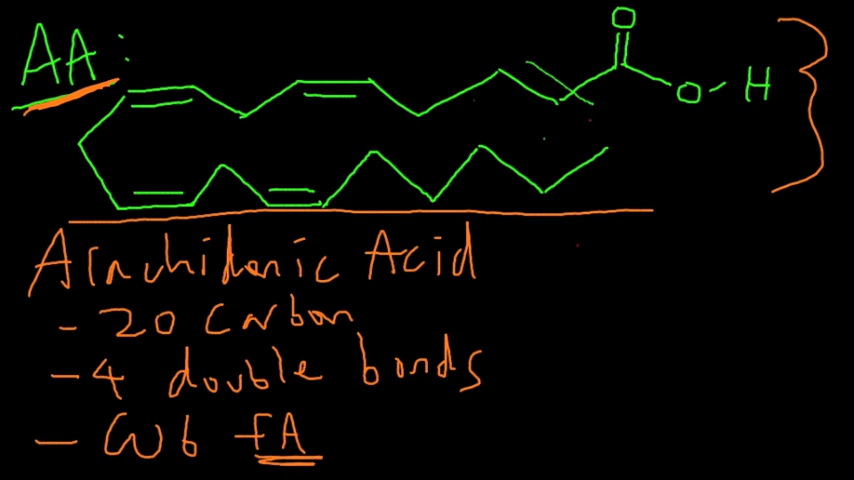 AA:
O
O-H
Arachidonic Acid
- 20 Carbon
- 4 double bonds
- ω6 FA